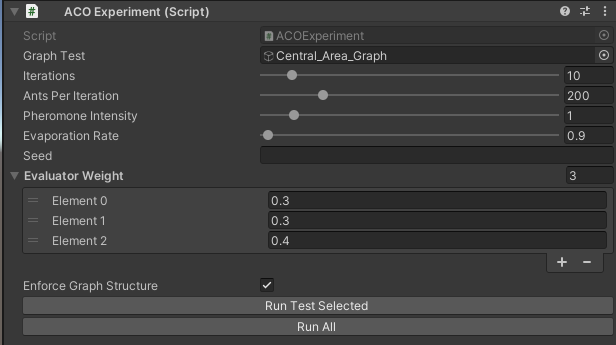 ACO Experiment (Script)
Script ACOExperiment
Graph Test Central_Area_Graph
Iterations 10
Ants Per Iteration 200
Pheromone Intensity 1
Evaporation Rate 0.9
Seed
Evaluator Weight 3
Element 0 0.3
Element 1 0.3
Element 2 0.4
+ −
Enforce Graph Structure
Run Test Selected
Run All